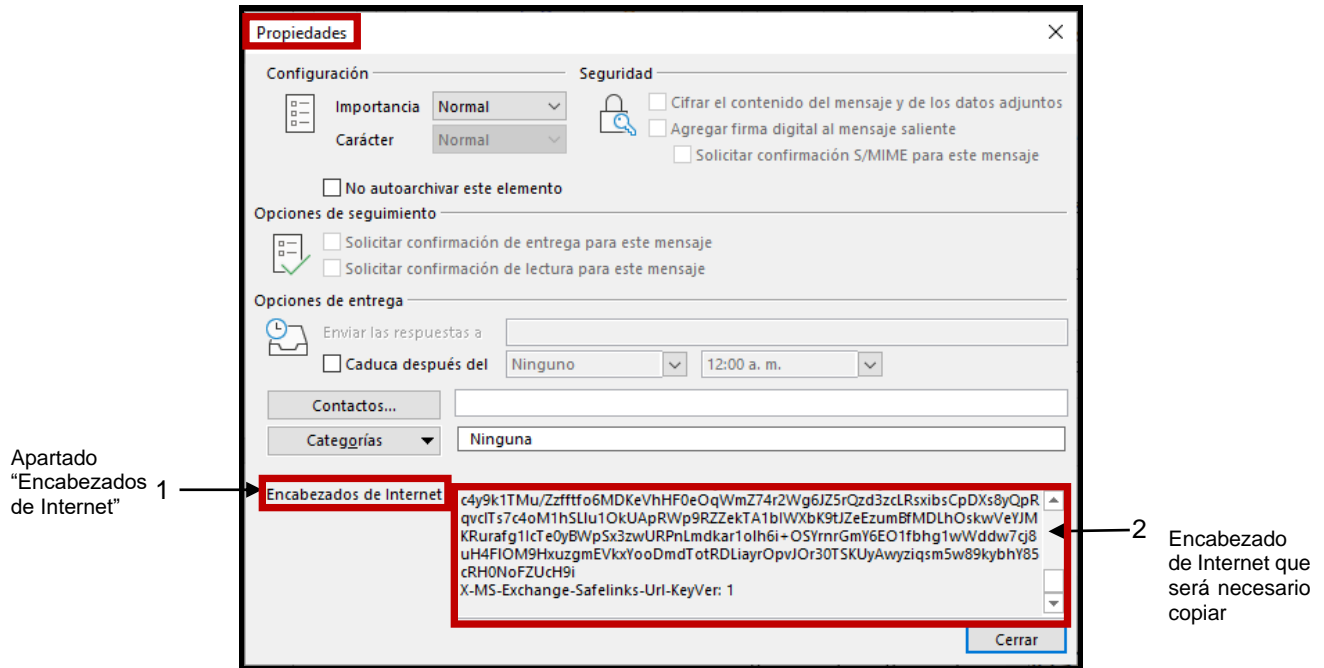 Propiedades
Configuración
Seguridad
Importancia Normal
Carácter Normal
Cifrar el contenido del mensaje y de los datos adjuntos
Agregar firma digital al mensaje saliente
Solicitar confirmación S/MIME para este mensaje
No autoarchivar este elemento
Opciones de seguimiento
Solicitar confirmación de entrega para este mensaje
Solicitar confirmación de lectura para este mensaje
Opciones de entrega
Enviar las respuestas a
Caduca después del Ninguno 12:00 a. m.
Contactos...
Categorías Ninguna
Apartado
“Encabezados
de Internet”
1
Encabezados de Internet
c4y9k1TMu/Zzfftfo6MDKeVhHF0eOqWmZ74r2Wg6JZ5rQzd3zcLRsxibsCpDXs8yQpR
qvcITs7c4oM1hSLIu1OkUApRWp9RZZekTA1bIWXbK9tJZeEzumBfMDLhOskwVeYJM
KRurafg1IcTe0yBWpSx3zwURPnLmdkar1oIh6i+OSYrnrGmY6EO1fbhg1wWddw7cj8
uH4FIOM9HxuzgmEVkxYooDmdTotRDLiayrOpvJOr30TSKUyAwyziqsm5w89kybhY85
cRH0NoFZUcH9i
X-MS-Exchange-Safelinks-Url-KeyVer: 1
2
Encabezado
de Internet que
será necesario
copiar
Cerrar